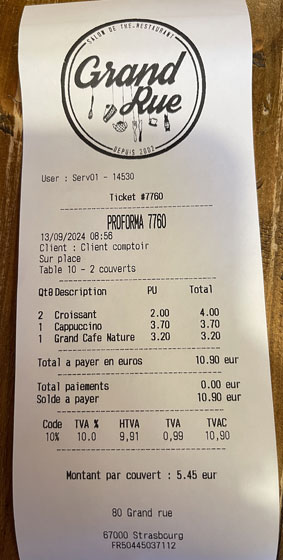 SALON DE THE-RESTAURANT
Grand
Rue
DEPUIS 2002
User : Serv01 - 14530
Ticket #7760
PROFORMA 7760
13/09/2024 08:56
Client : Client comptoir
Sur place
Table 10 - 2 couverts
Qté Description PU Total
2 Croissant 2.00 4.00
1 Cappuccino 3.70 3.70
1 Grand Cafe Nature 3.20 3.20
Total a payer en euros 10.90 eur
Total paiements 0.00 eur
Solde a payer 10.90 eur
Code TVA % HTVA TVA TVAC
10% 10.0 9,91 0,99 10,90
Montant par couvert : 5.45 eur
80 Grand rue
67000 Strasbourg
FR50445037112